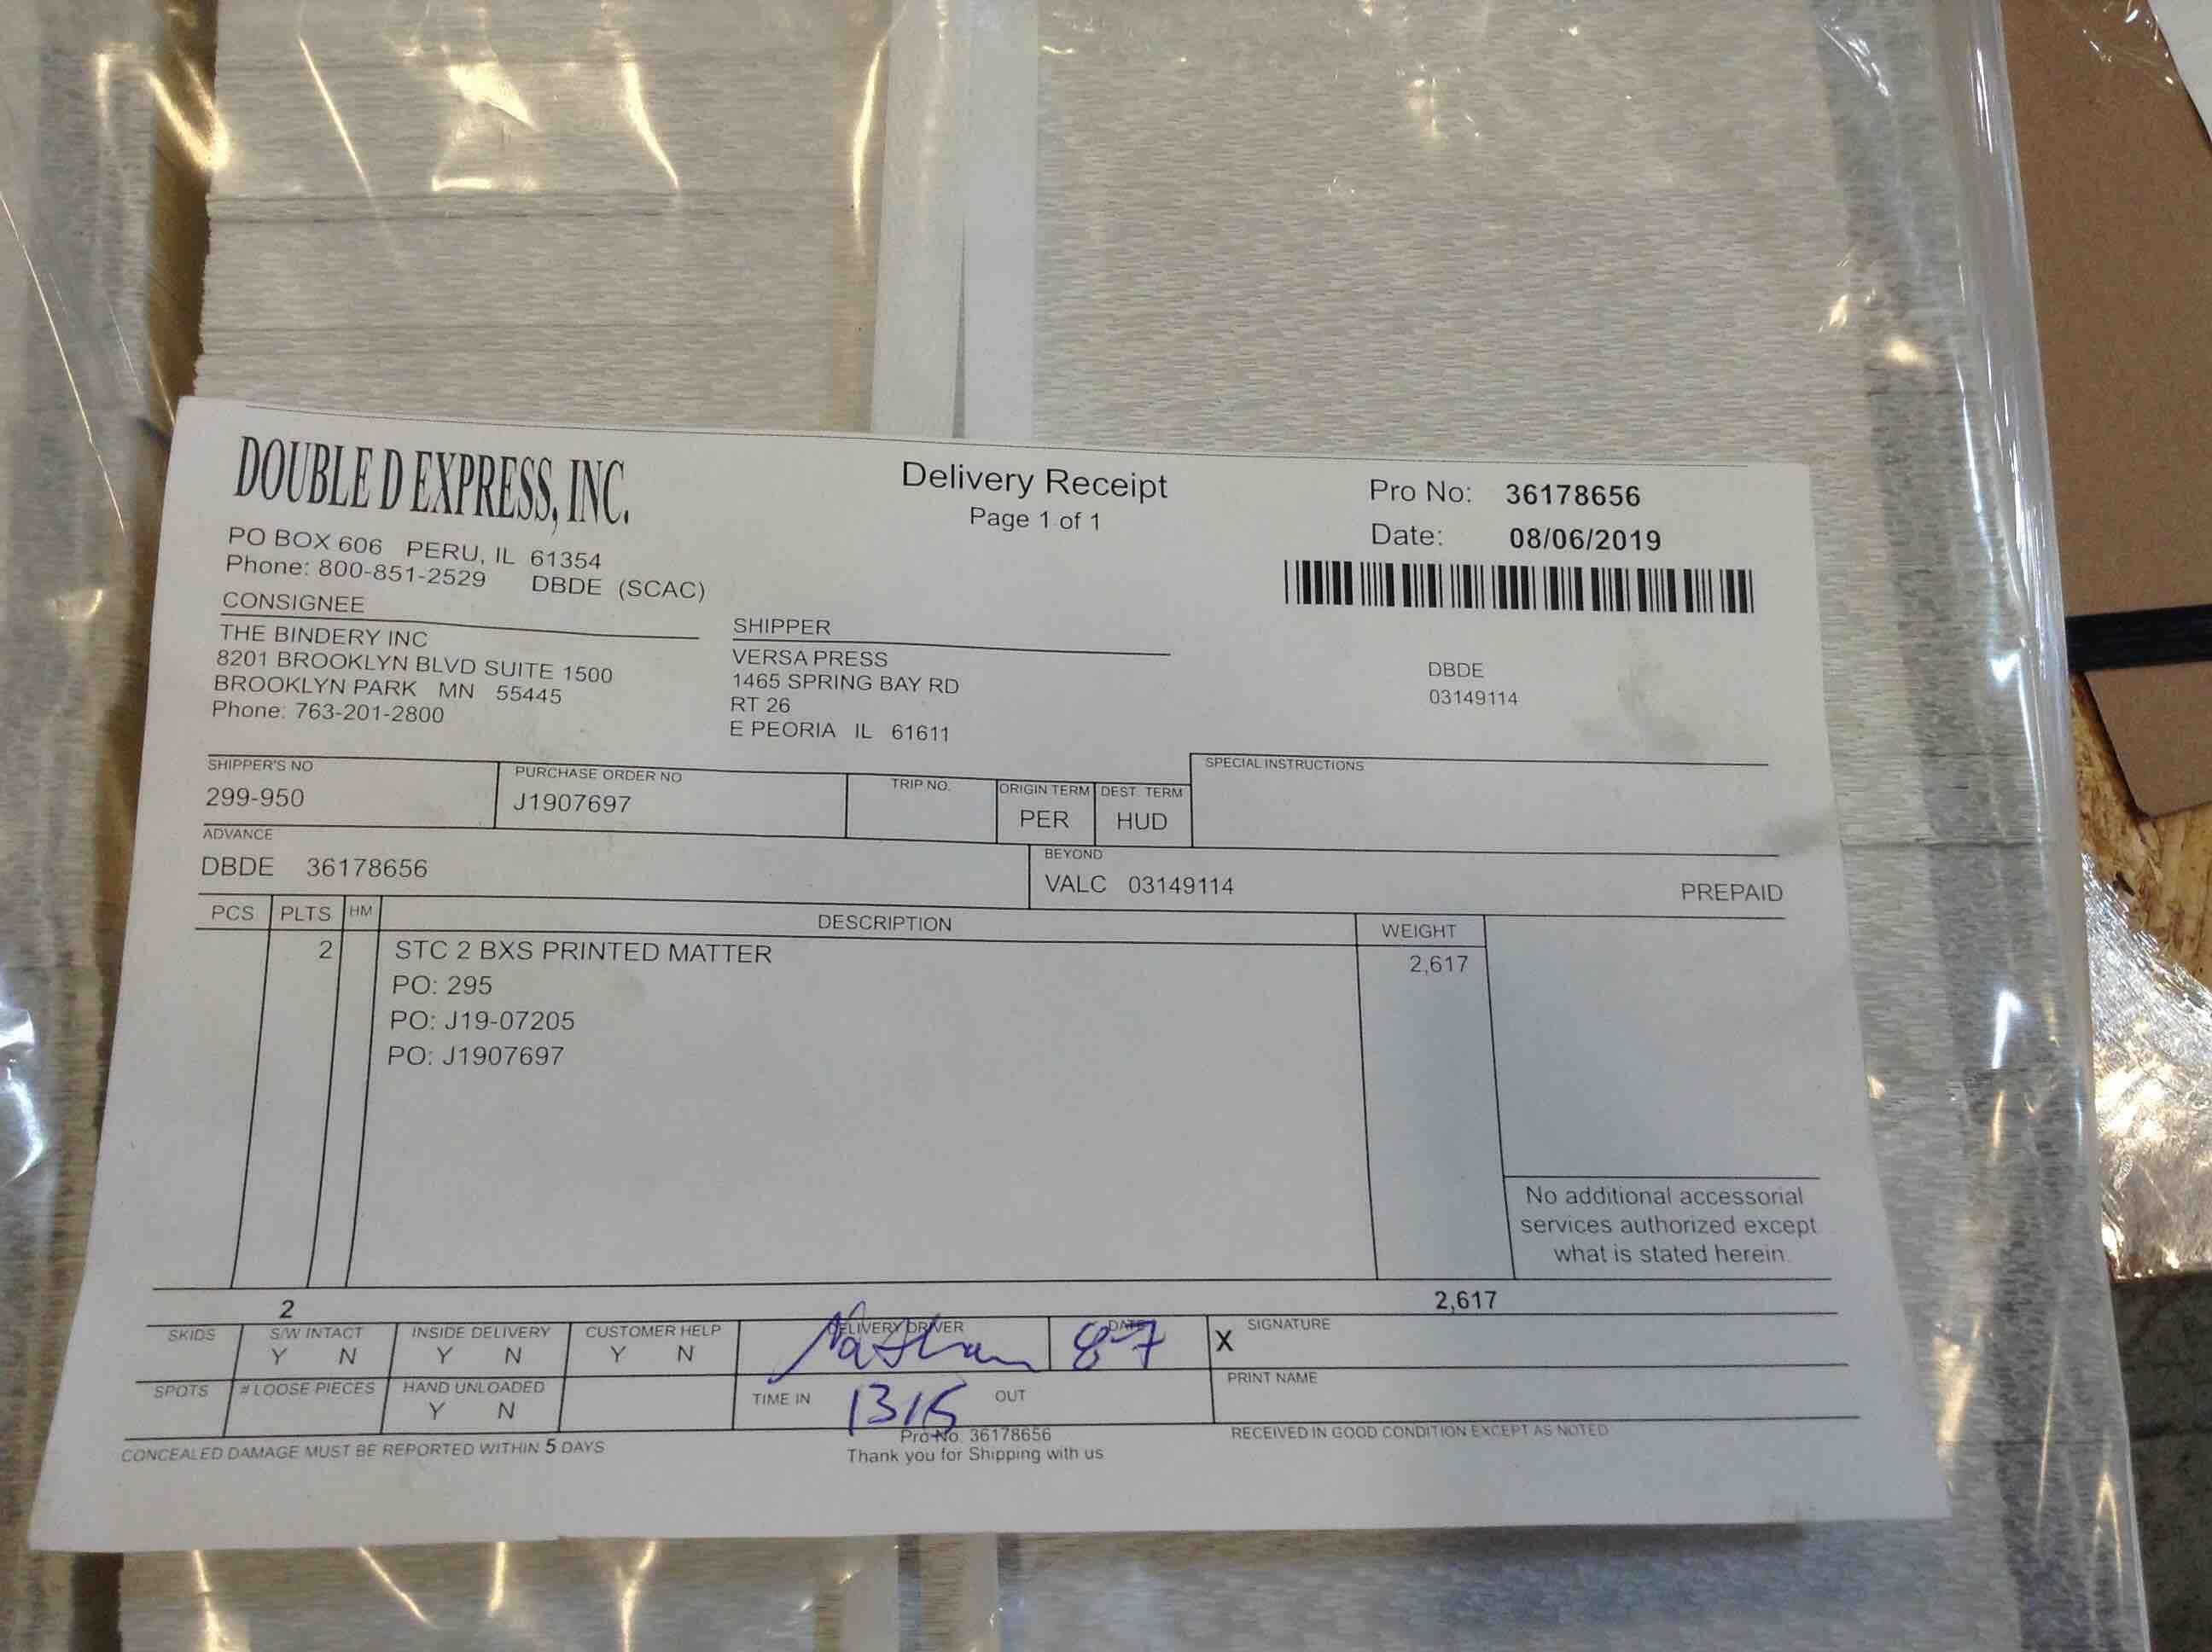 DOUBLE D EXPRESS, INC.
PO BOX 606 PERU, IL 61354
Phone: 800-851-2529 DBDE (SCAC)
Delivery Receipt
Page 1 of 1
Pro No: 36178656
Date: 08/06/2019
CONSIGNEE
THE BINDERY INC
8201 BROOKLYN BLVD SUITE 1500
BROOKLYN PARK MN 55445
Phone: 763-201-2800
SHIPPER
VERSA PRESS
1465 SPRING BAY RD
RT 26
E PEORIA IL 61611
DBDE
03149114
SHIPPER'S NO
299-950
PURCHASE ORDER NO
J1907697
TRIP NO.
ORIGIN TERM
PER
DEST. TERM
HUD
SPECIAL INSTRUCTIONS
ADVANCE
DBDE 36178656
BEYOND
VALC 03149114
PREPAID
PCS PLTS HM DESCRIPTION WEIGHT
2 STC 2 BXS PRINTED MATTER 2,617
PO: 295
PO: J19-07205
PO: J1907697
No additional accessorial
services authorized except
what is stated herein.
2 2,617
SKIDS
S/W INTACT
Y N
INSIDE DELIVERY
Y N
CUSTOMER HELP
Y N
DELIVERY DRIVER
Nathan
DATE
8-7
SIGNATURE
X
SPOTS
# LOOSE PIECES
HAND UNLOADED
Y N
TIME IN 1315 OUT
PRINT NAME
CONCEALED DAMAGE MUST BE REPORTED WITHIN 5 DAYS
Pro No. 36178656
Thank you for Shipping with us
RECEIVED IN GOOD CONDITION EXCEPT AS NOTED